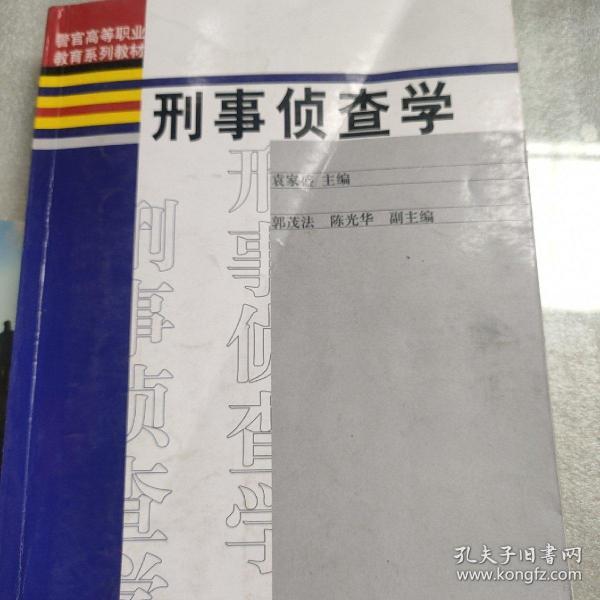 警官高等职业
教育系列教材
刑事侦查学
袁家 主编
郭茂法 陈光华 副主编
刑事侦查学
刑事侦查学
孔夫子旧书网
www.kongfz.com